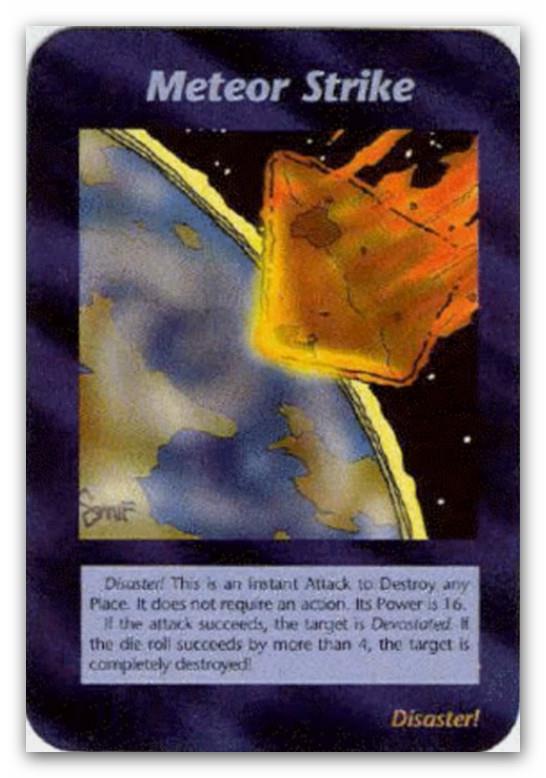 Meteor Strike
Disaster! This is an Instant Attack to Destroy any
Place. It does not require an action. Its Power is 16.
If the attack succeeds, the target is Devastated. If
the die roll succeeds by more than 4, the target is
completely destroyed!
Disaster!